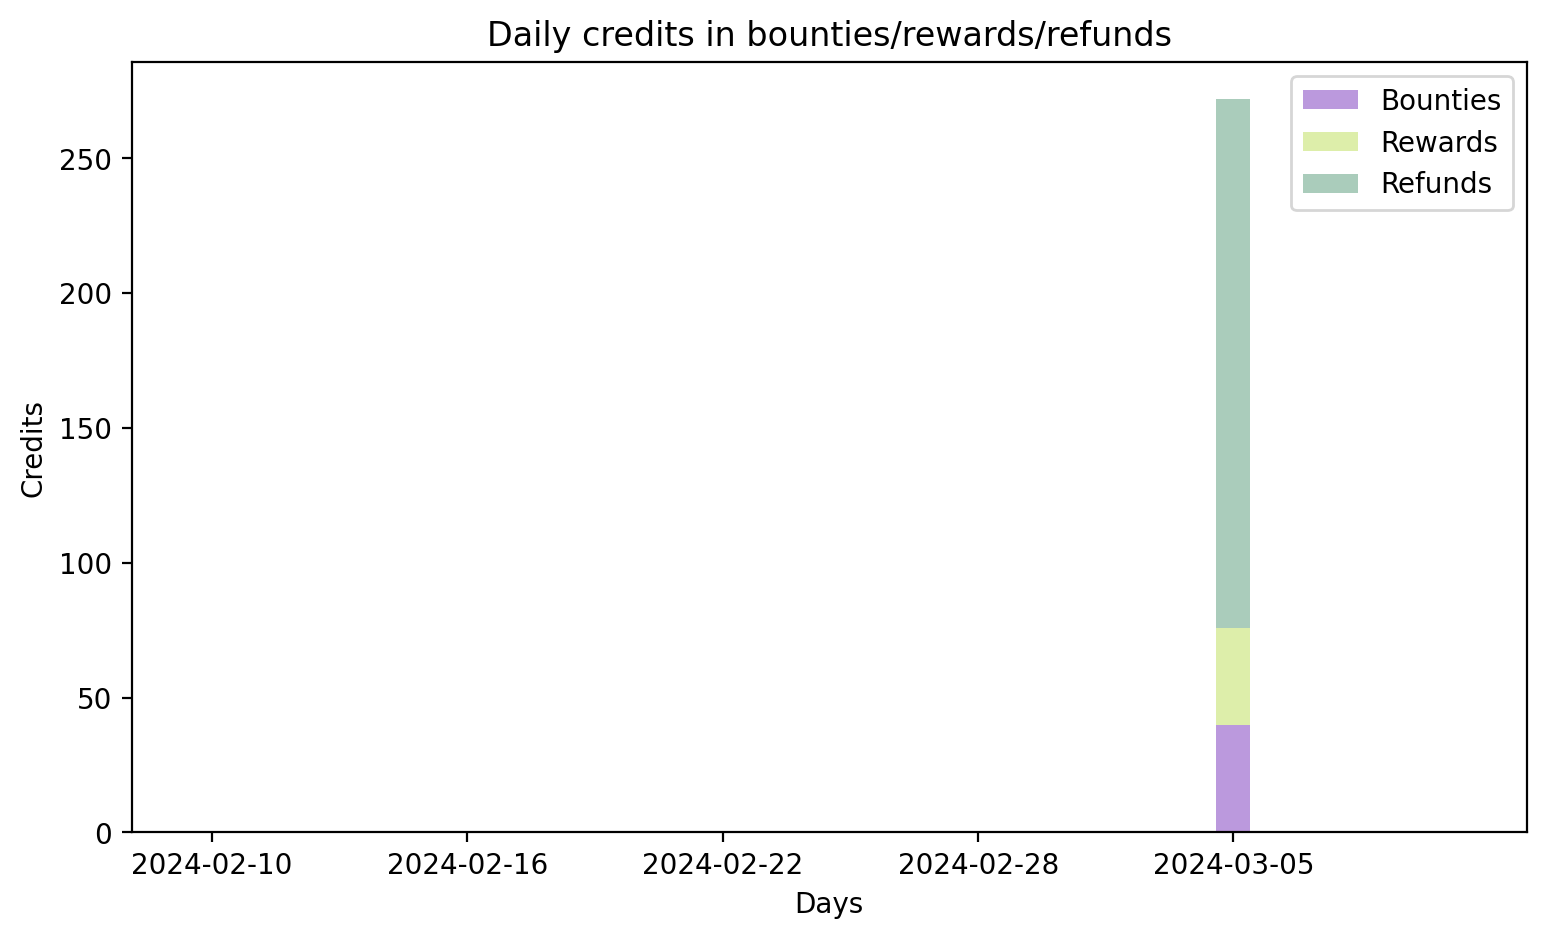 Daily credits in bounties/rewards/refunds
Bounties
Rewards
Refunds
Credits
250
200
150
100
50
0
2024-02-10
2024-02-16
2024-02-22
2024-02-28
2024-03-05
Days